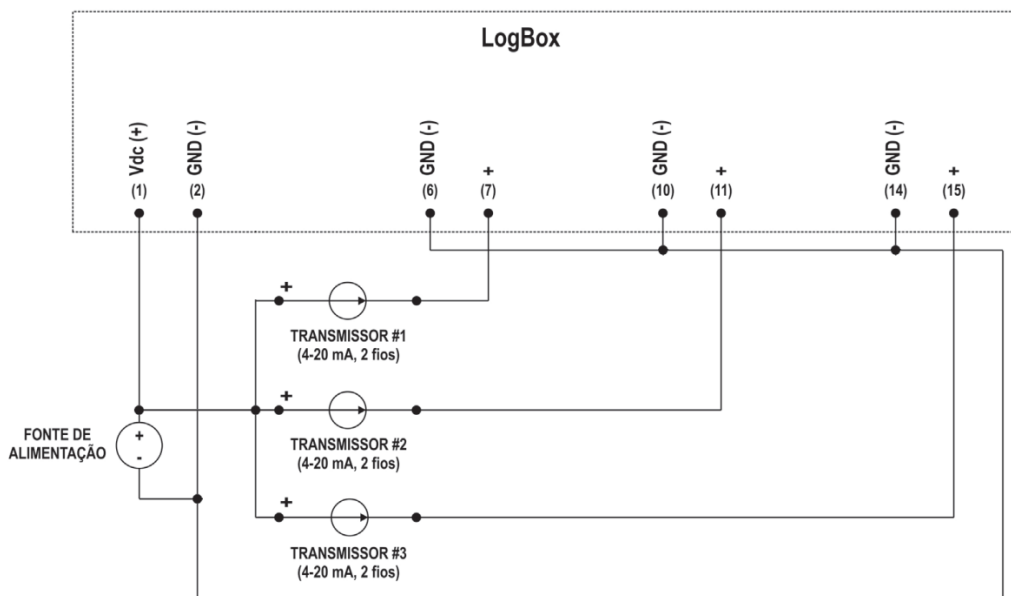 LogBox
Vdc (+)
(1)
GND (-)
(2)
GND (-)
(6)
+
(7)
GND (-)
(10)
+
(11)
GND (-)
(14)
+
(15)
+
TRANSMISSOR #1
(4-20 mA, 2 fios)
+
TRANSMISSOR #2
(4-20 mA, 2 fios)
FONTE DE
ALIMENTAÇÃO
+
-
+
TRANSMISSOR #3
(4-20 mA, 2 fios)